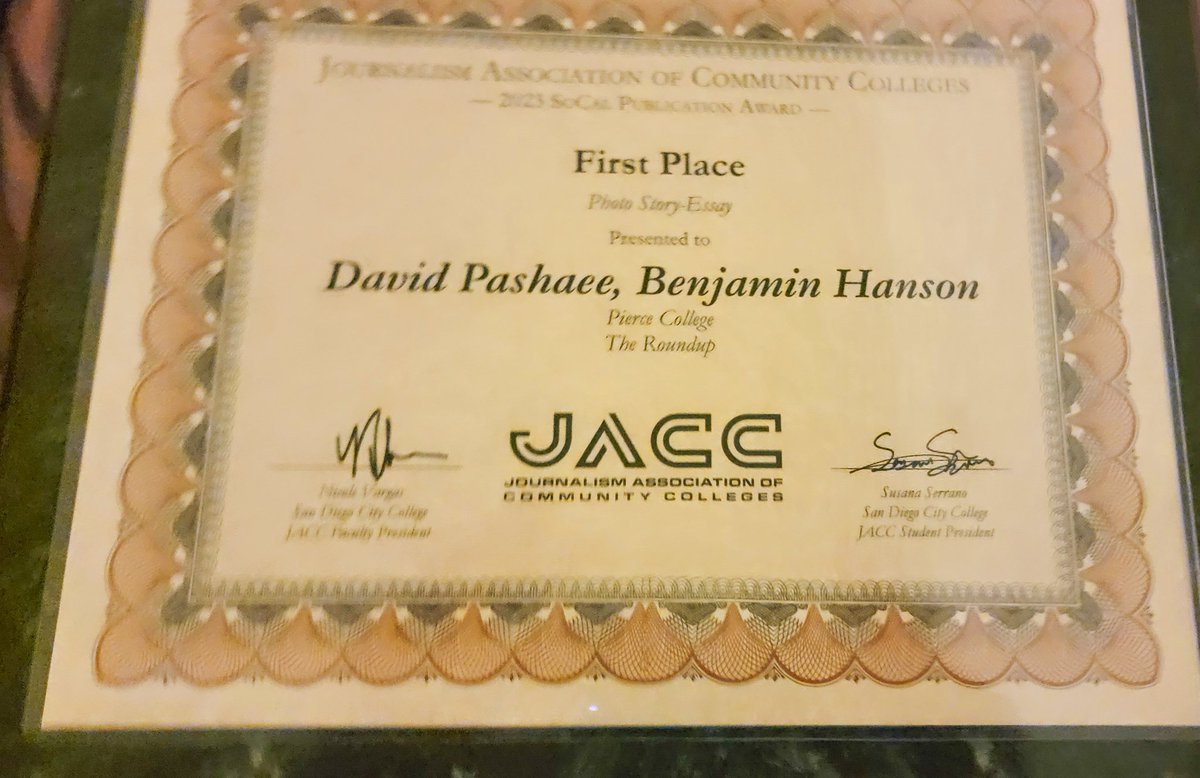 JOURNALISM ASSOCIATION OF COMMUNITY COLLEGES
— 2023 SOCAL PUBLICATION AWARD —
First Place
Photo Story-Essay
Presented to
David Pashaee, Benjamin Hanson
Pierce College
The Roundup
JACC
JOURNALISM ASSOCIATION OF
COMMUNITY COLLEGES
Nicole Vargas
San Diego City College
JACC Faculty President
Susana Serrano
San Diego City College
JACC Student President